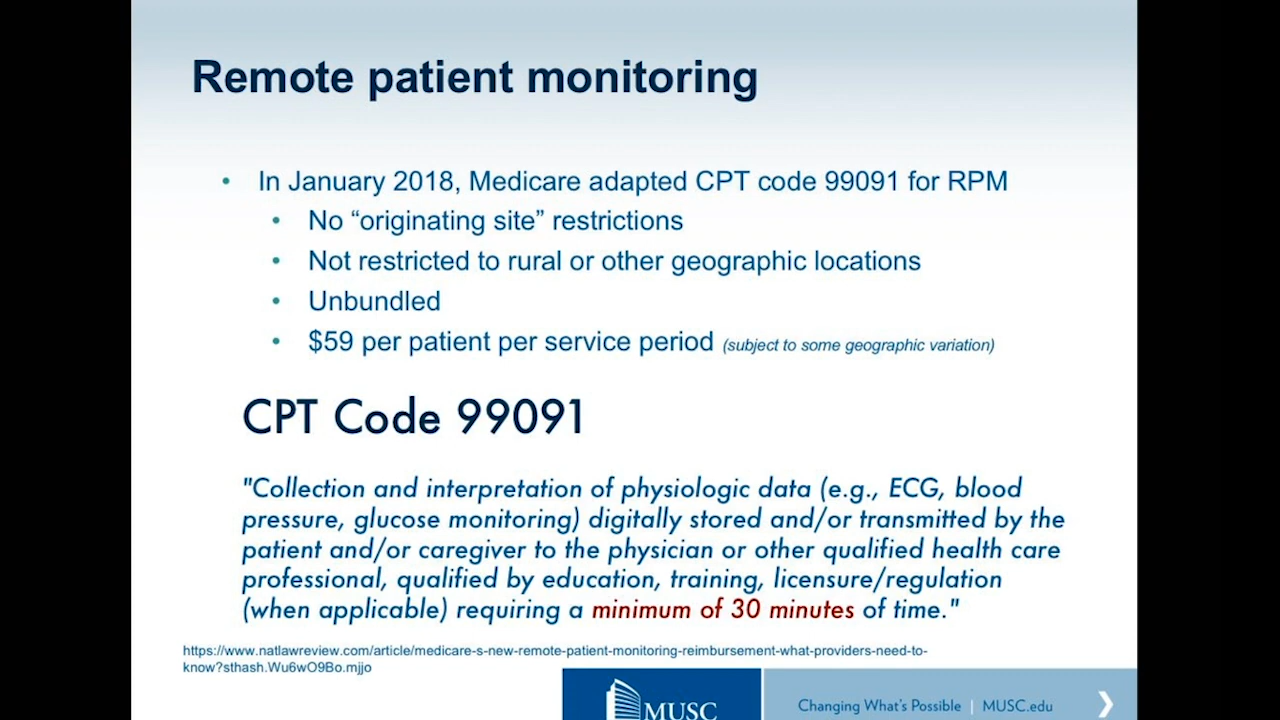 Remote patient monitoring
• In January 2018, Medicare adapted CPT code 99091 for RPM
• No “originating site” restrictions
• Not restricted to rural or other geographic locations
• Unbundled
• $59 per patient per service period (subject to some geographic variation)
CPT Code 99091
"Collection and interpretation of physiologic data (e.g., ECG, blood
pressure, glucose monitoring) digitally stored and/or transmitted by the
patient and/or caregiver to the physician or other qualified health care
professional, qualified by education, training, licensure/regulation
(when applicable) requiring a minimum of 30 minutes of time."
https://www.natlawreview.com/article/medicare-s-new-remote-patient-monitoring-reimbursement-what-providers-need-to-
know?sthash.Wu6wO9Bo.mjjo
MUSC
Changing What's Possible | MUSC.edu